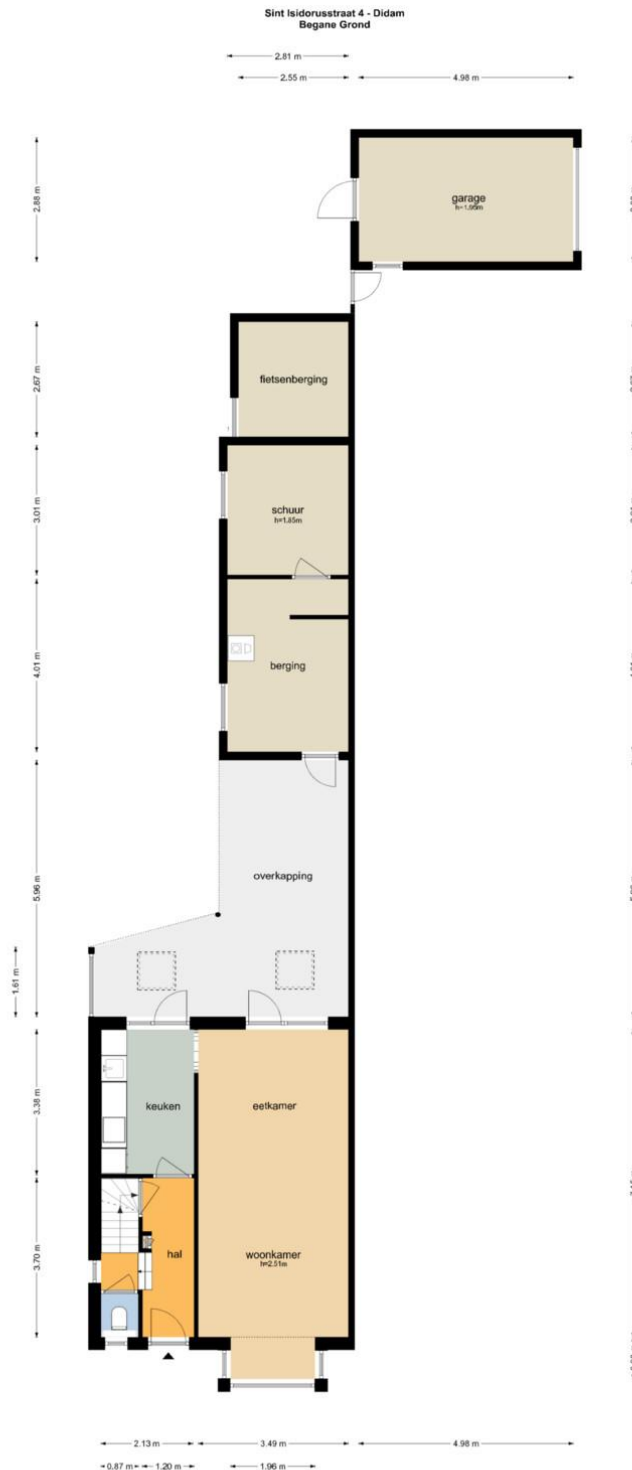 Sint Isidorusstraat 4 - Didam
Begane Grond
2.81 m
2.55 m
4.98 m
2.88 m
garage
2.67 m
fietsenberging
3.01 m
schuur
h=1.85m
4.01 m
berging
5.96 m
overkapping
1.61 m
3.38 m
keuken
eetkamer
3.70 m
hal
woonkamer
h=2.51m
2.13 m
3.49 m
4.98 m
0.87 m
1.20 m
1.96 m